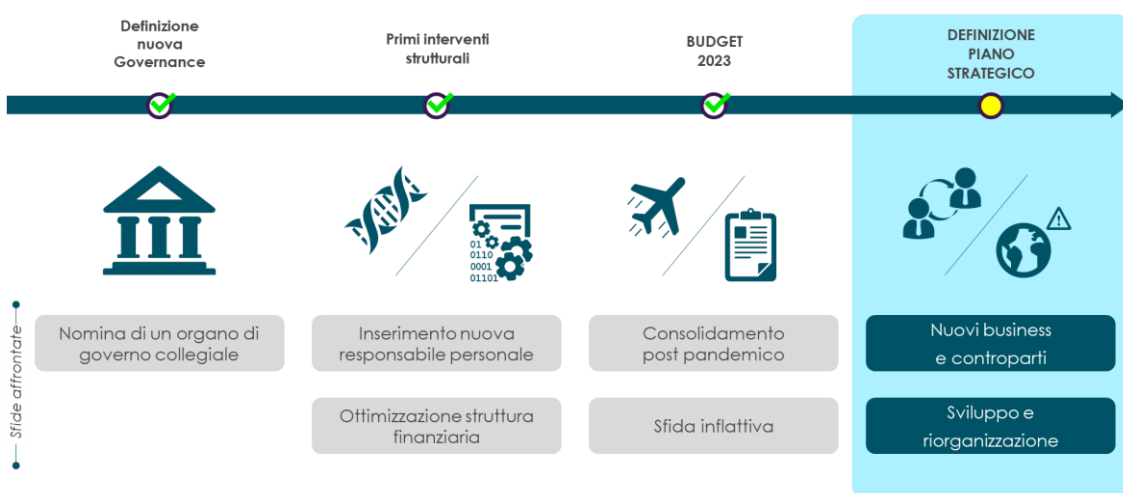 Definizione
nuova
Governance
Primi interventi
strutturali
BUDGET
2023
DEFINIZIONE
PIANO
STRATEGICO
01
0110
0001
01101
Sfide affrontate
Nomina di un organo di
governo collegiale
Inserimento nuova
responsabile personale
Consolidamento
post pandemico
Nuovi business
e controparti
Ottimizzazione struttura
finanziaria
Sfida inflattiva
Sviluppo e
riorganizzazione